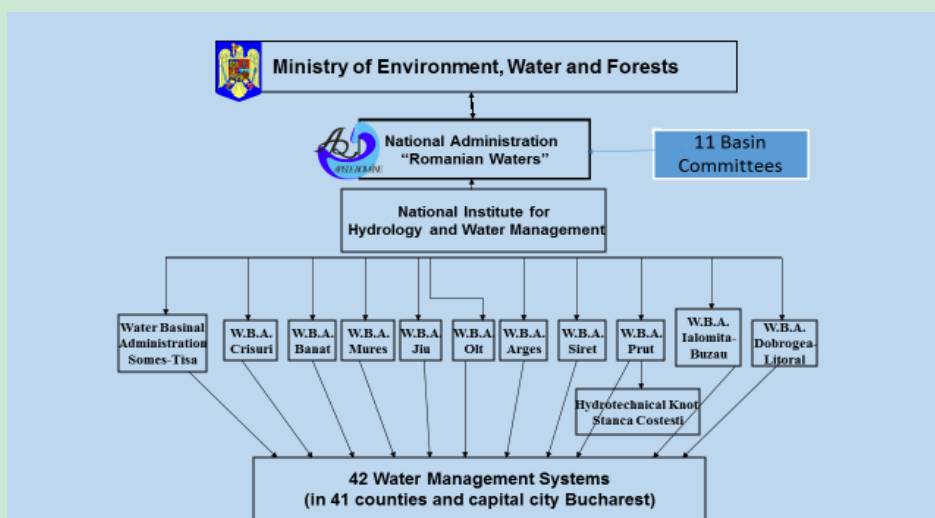 Ministry of Environment, Water and Forests
National Administration
“Romanian Waters”
APELE ROMANE
11 Basin
Committees
National Institute for
Hydrology and Water Management
Water Basinal
Administration
Somes-Tisa
W.B.A.
Crisuri
W.B.A.
Banat
W.B.A.
Mures
W.B.A.
Jiu
W.B.A.
Olt
W.B.A.
Arges
W.B.A.
Siret
W.B.A.
Prut
W.B.A.
Ialomita-
Buzau
W.B.A.
Dobrogea-
Litoral
Hydrotechnical Knot
Stanca Costesti
42 Water Management Systems
(in 41 counties and capital city Bucharest)